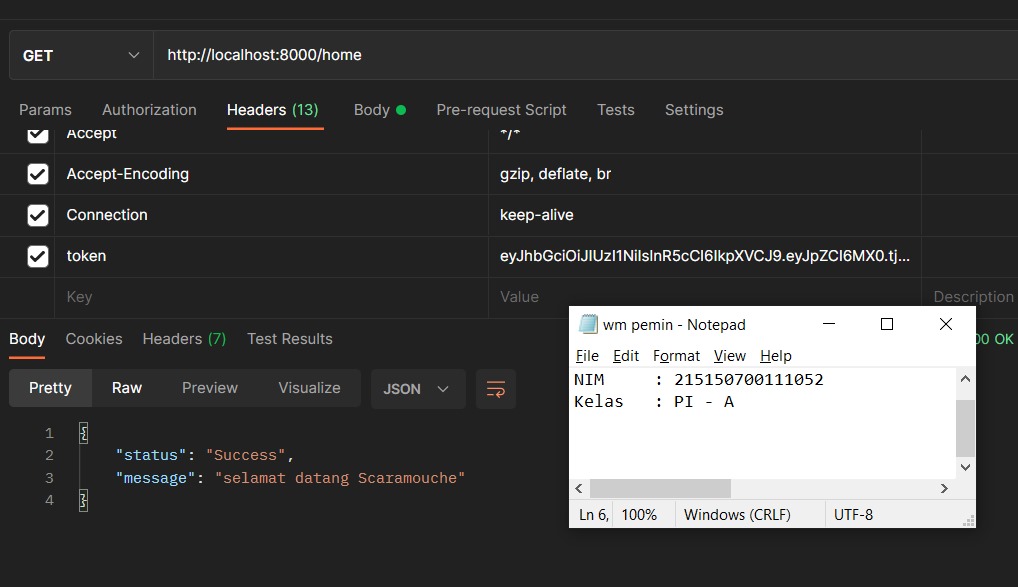 GET http://localhost:8000/home
Params Authorization Headers (13) Body Pre-request Script Tests Settings
Accept */*
Accept-Encoding gzip, deflate, br
Connection keep-alive
token eyJhbGciOiJIUzI1NiIsInR5cCI6IkpXVCJ9.eyJpZCI6MX0.tj...
Key Value Description
Body Cookies Headers (7) Test Results 00 OK
Pretty Raw Preview Visualize JSON
1 {
2 "status": "Success",
3 "message": "selamat datang Scaramouche"
4 }
wm pemin - Notepad
File Edit Format View Help
NIM : 215150700111052
Kelas : PI - A
Ln 6, 100% Windows (CRLF) UTF-8